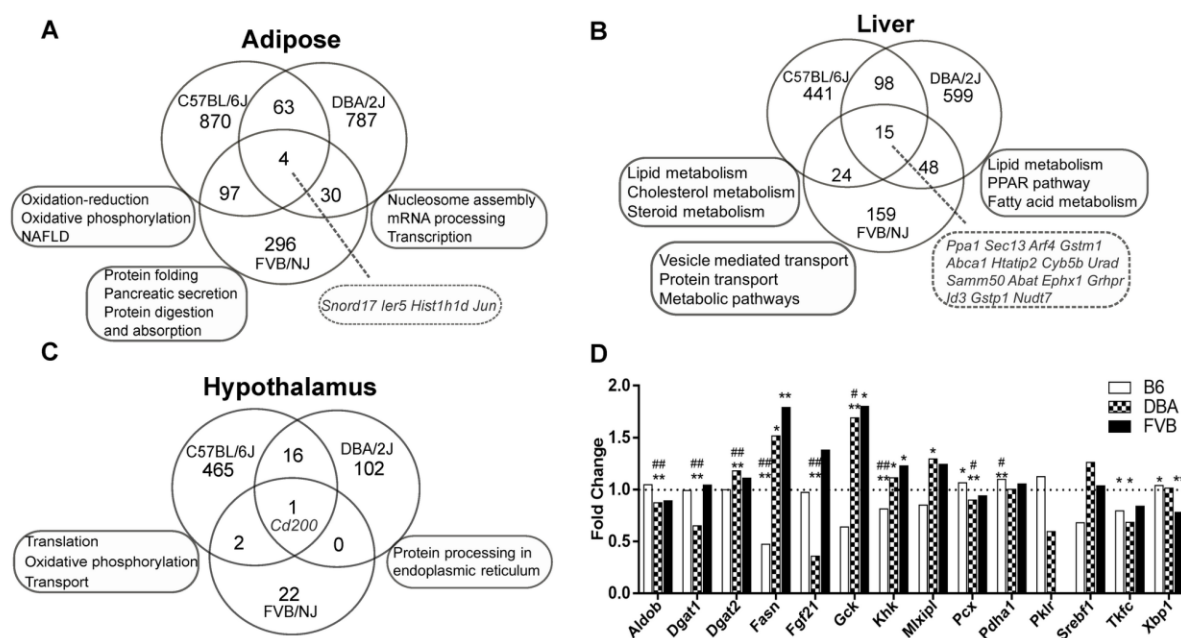 A
Adipose
C57BL/6J
870
63
DBA/2J
787
4
97
30
296
FVB/NJ
Oxidation-reduction
Oxidative phosphorylation
NAFLD
Nucleosome assembly
mRNA processing
Transcription
Protein folding
Pancreatic secretion
Protein digestion
and absorption
Snord17 Ier5 Hist1h1d Jun
B
Liver
C57BL/6J
441
98
DBA/2J
599
15
24
48
159
FVB/NJ
Lipid metabolism
Cholesterol metabolism
Steroid metabolism
Lipid metabolism
PPAR pathway
Fatty acid metabolism
Vesicle mediated transport
Protein transport
Metabolic pathways
Ppa1 Sec13 Arf4 Gstm1
Abca1 Htatip2 Cyb5b Urad
Samm50 Abat Ephx1 Grhpr
Id3 Gstp1 Nudt7
C
Hypothalamus
C57BL/6J
465
16
DBA/2J
102
1
Cd200
2
0
22
FVB/NJ
Translation
Oxidative phosphorylation
Transport
Protein processing in
endoplasmic reticulum
D
Fold Change
2.0
1.5
1.0
0.5
0.0
B6
DBA
FVB
## **
## **
## **
## ** * **
## **
# ** *
## ** * *
*
* # **
# **
* *
* **
Aldob Dgat1 Dgat2 Fasn Fgf21 Gck Khk Mlxipl Pcx Pdha1 Pklr Srebf1 Tkfc Xbp1